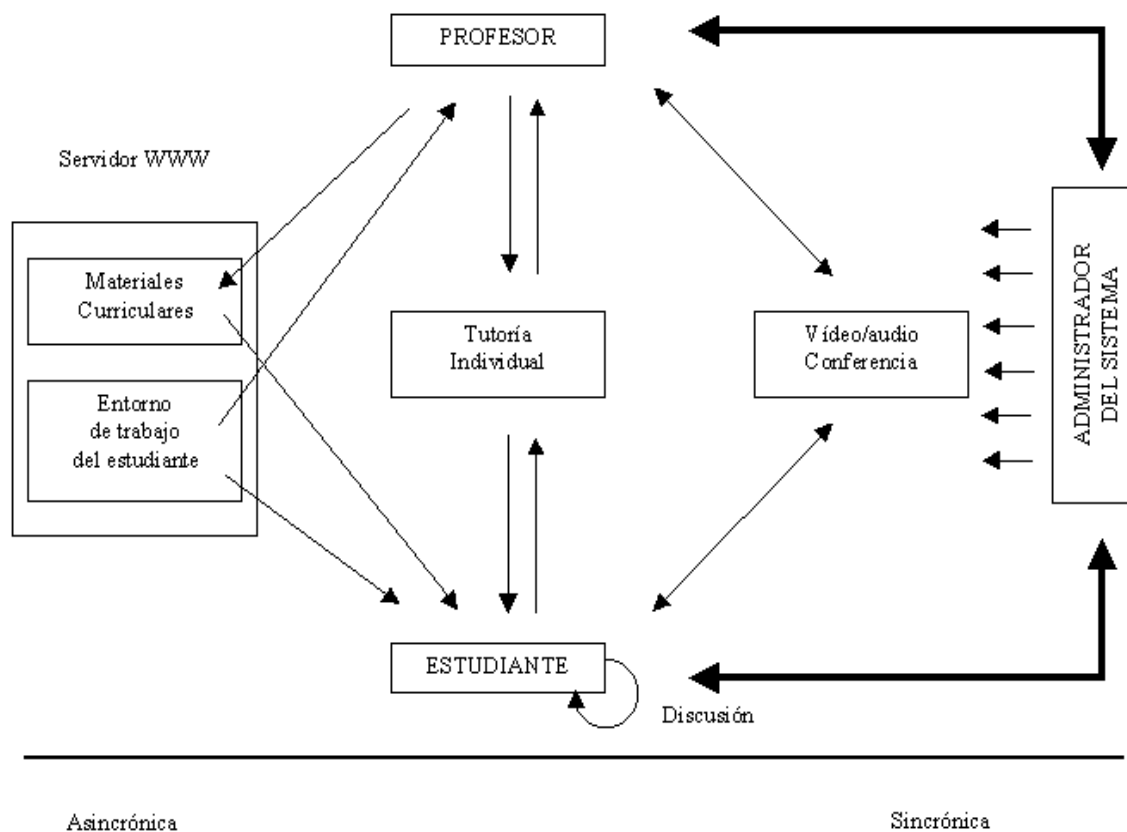 PROFESOR
Servidor WWW
Materiales
Curriculares
Entorno
de trabajo
del estudiante
Tutoría
Individual
Vídeo/audio
Conferencia
ADMINISTRADOR
DEL SISTEMA
ESTUDIANTE
Discusión
Asincrónica
Sincrónica